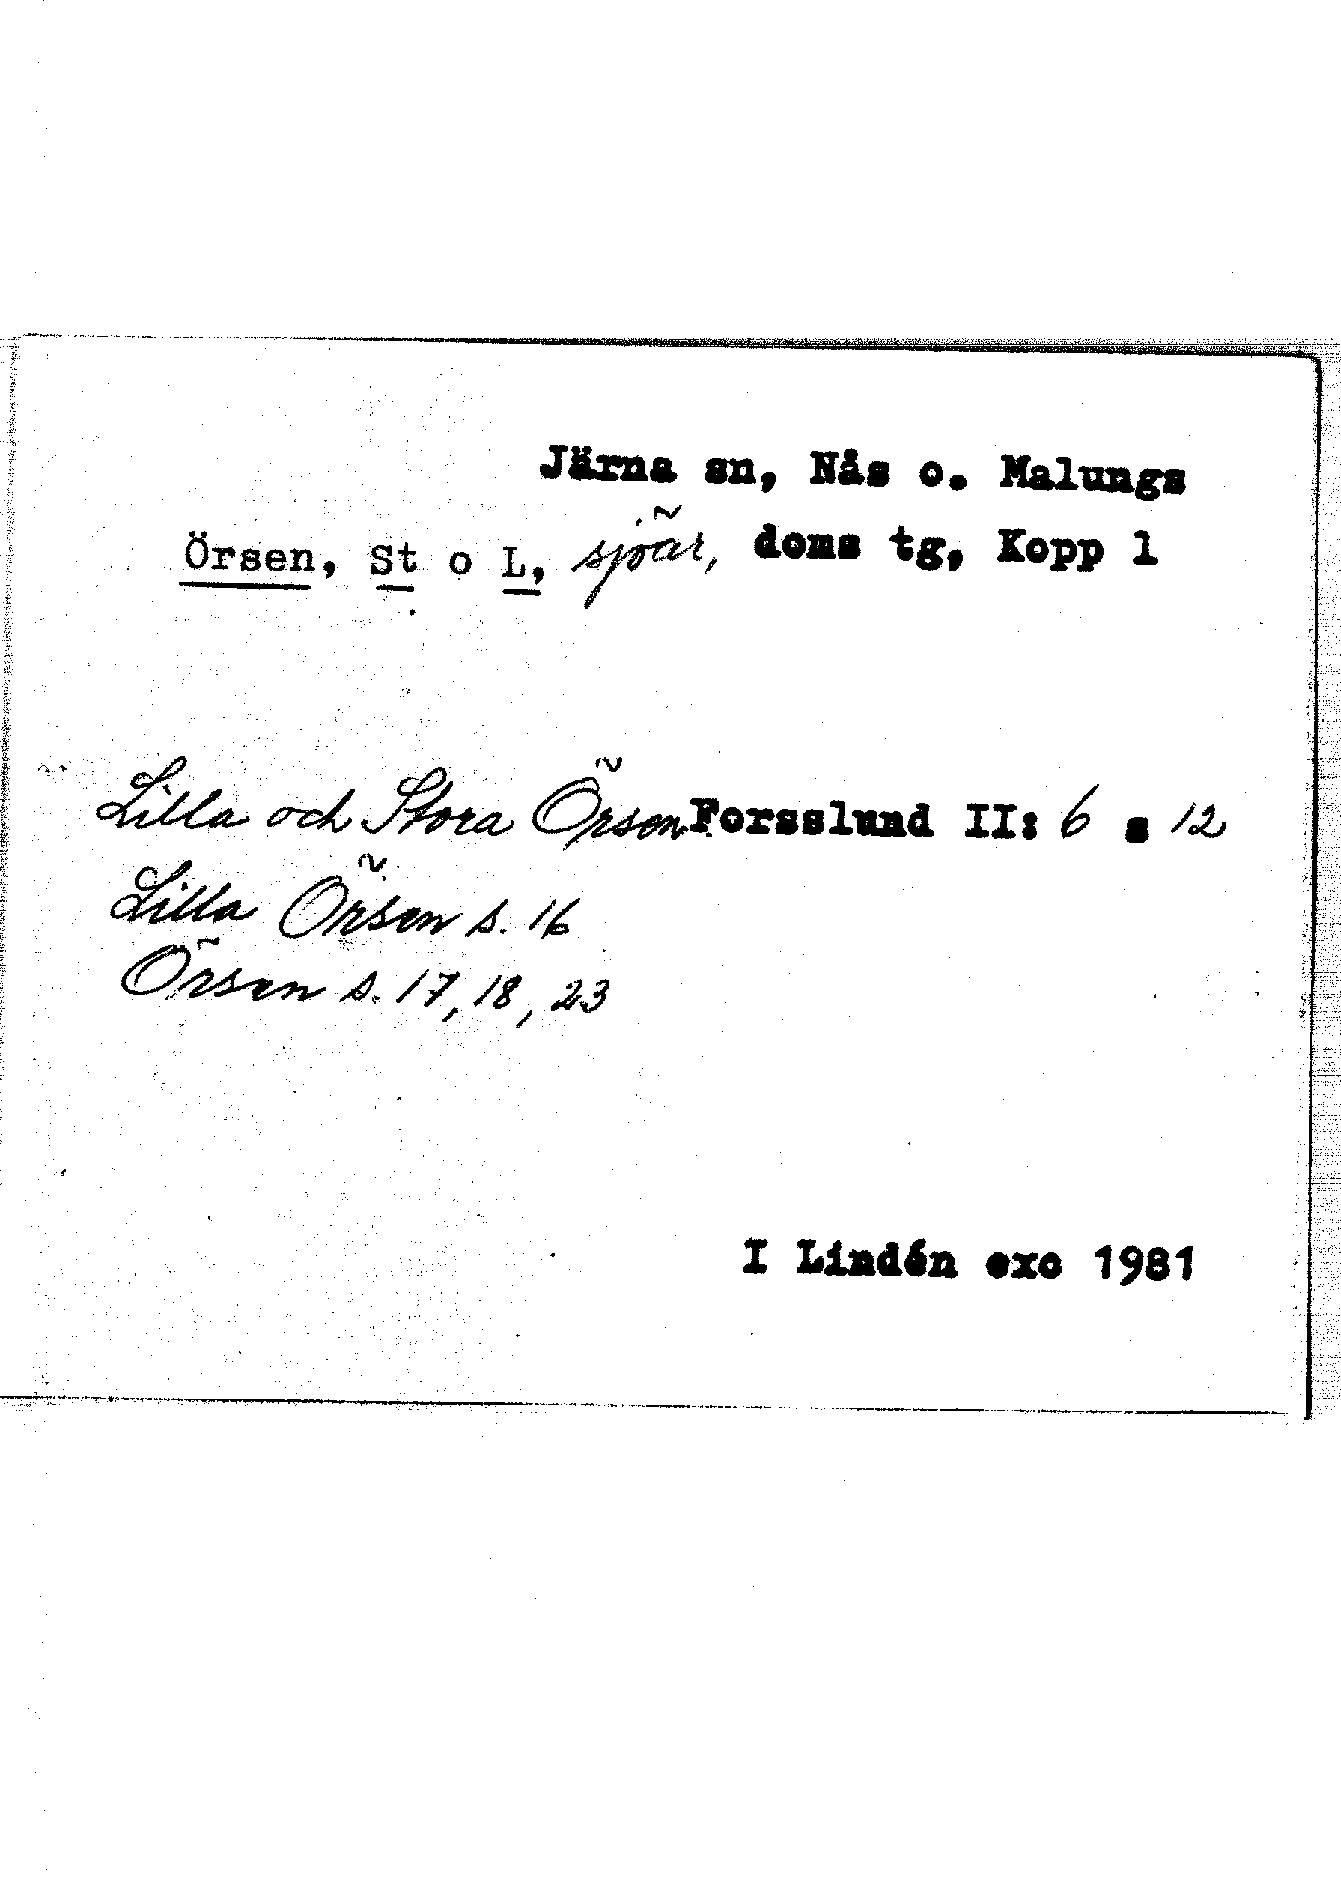 Järna sn, Nås o. Malungs
Örsen, St o L, sjöar, doms tg, Kopp l
Lilla och Stora Örsen Forsslund II: 6 s 12
Lilla Örsen s. 16
Örsen s. 17, 18, 23
I Lindén exc 1981